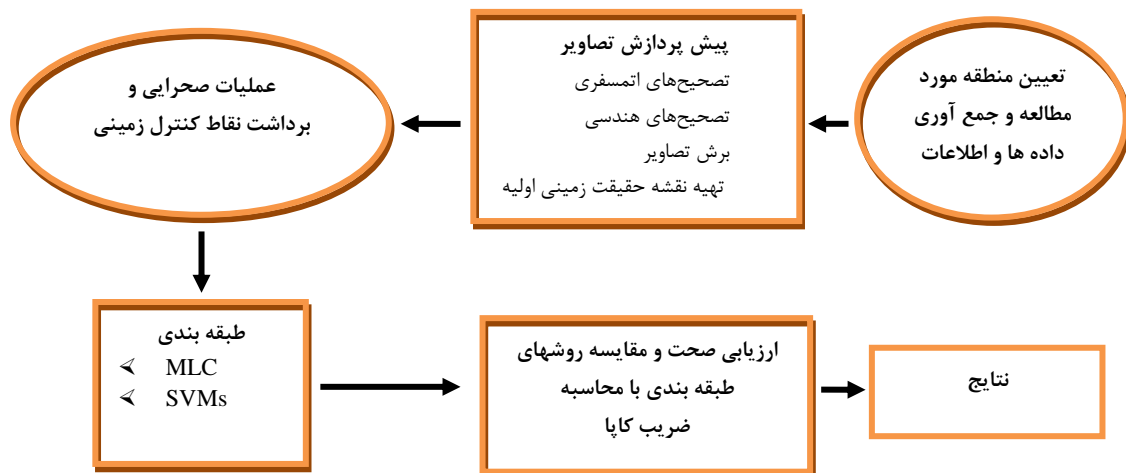 تعیین منطقه مورد
مطالعه و جمع آوری
داده ها و اطلاعات
پیش پردازش تصاویر
تصحیح‌های اتمسفری
تصحیح‌های هندسی
برش تصاویر
تهیه نقشه حقیقت زمینی اولیه
عملیات صحرایی و
برداشت نقاط کنترل زمینی
طبقه بندی
MLC
SVMs
ارزیابی صحت و مقایسه روشهای
طبقه بندی با محاسبه
ضریب کاپا
نتایج